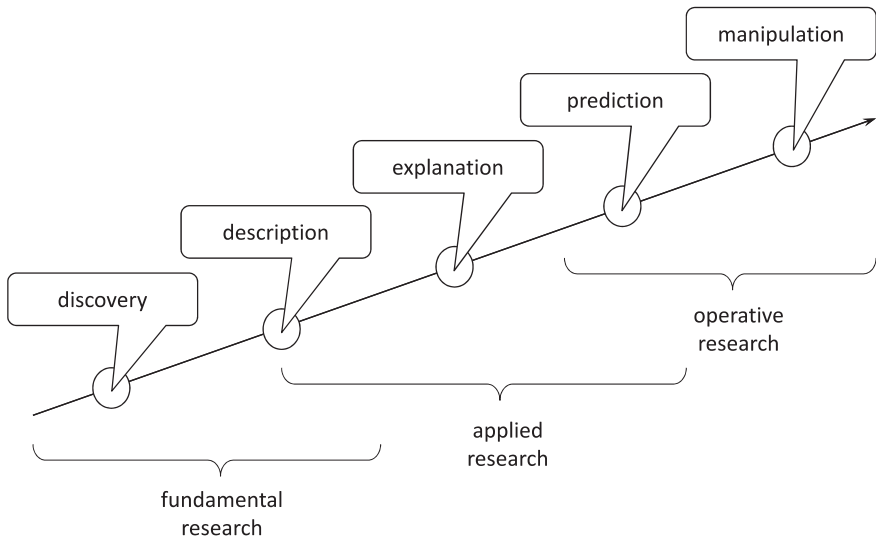 manipulation
prediction
explanation
description
discovery
operative
research
applied
research
fundamental
research